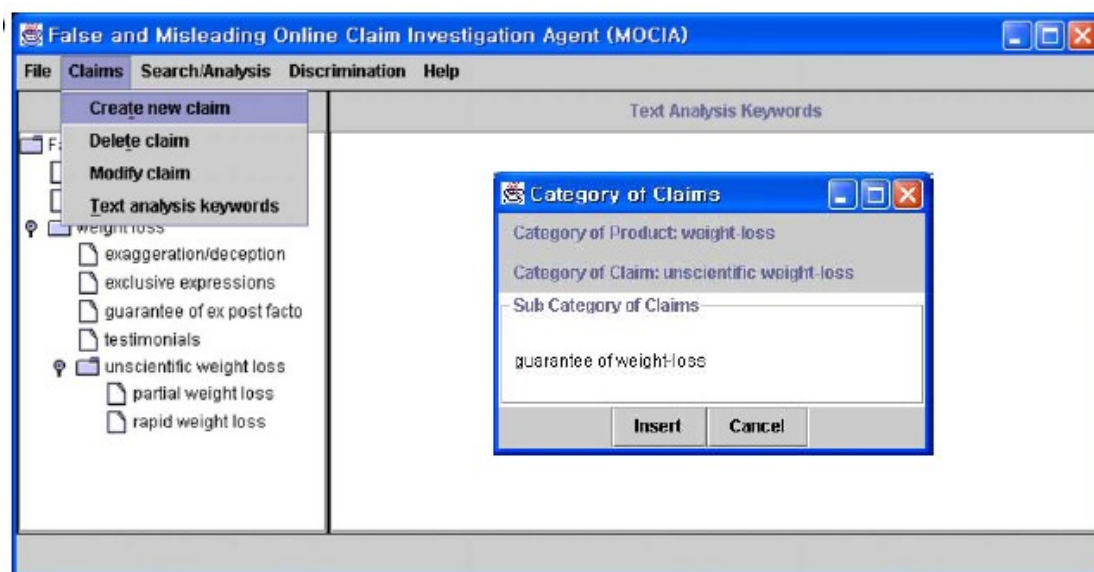 False and Misleading Online Claim Investigation Agent (MOCIA)
File Claims Search/Analysis Discrimination Help
Create new claim
Delete claim
Modify claim
Text analysis keywords
Text Analysis Keywords
weight loss
exaggeration/deception
exclusive expressions
guarantee of ex post facto
testimonials
unscientific weight loss
partial weight loss
rapid weight loss
Category of Claims
Category of Product: weight-loss
Category of Claim: unscientific weight-loss
Sub Category of Claims
guarantee of weight-loss
Insert Cancel